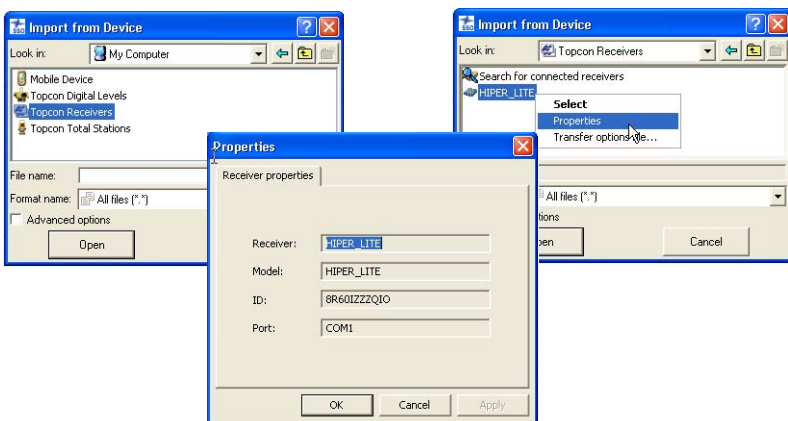 Import from Device
Look in: My Computer
Mobile Device
Topcon Digital Levels
Topcon Receivers
Topcon Total Stations
File name:
Format name: All files (*.*)
Advanced options
Open
Import from Device
Look in: Topcon Receivers
Search for connected receivers
HIPER_LITE
Select
Properties
Transfer options
All files (*.*)
Cancel
Properties
Receiver properties
Receiver: HIPER_LITE
Model: HIPER_LITE
ID: 8R60IZZZQIO
Port: COM1
OK Cancel Apply